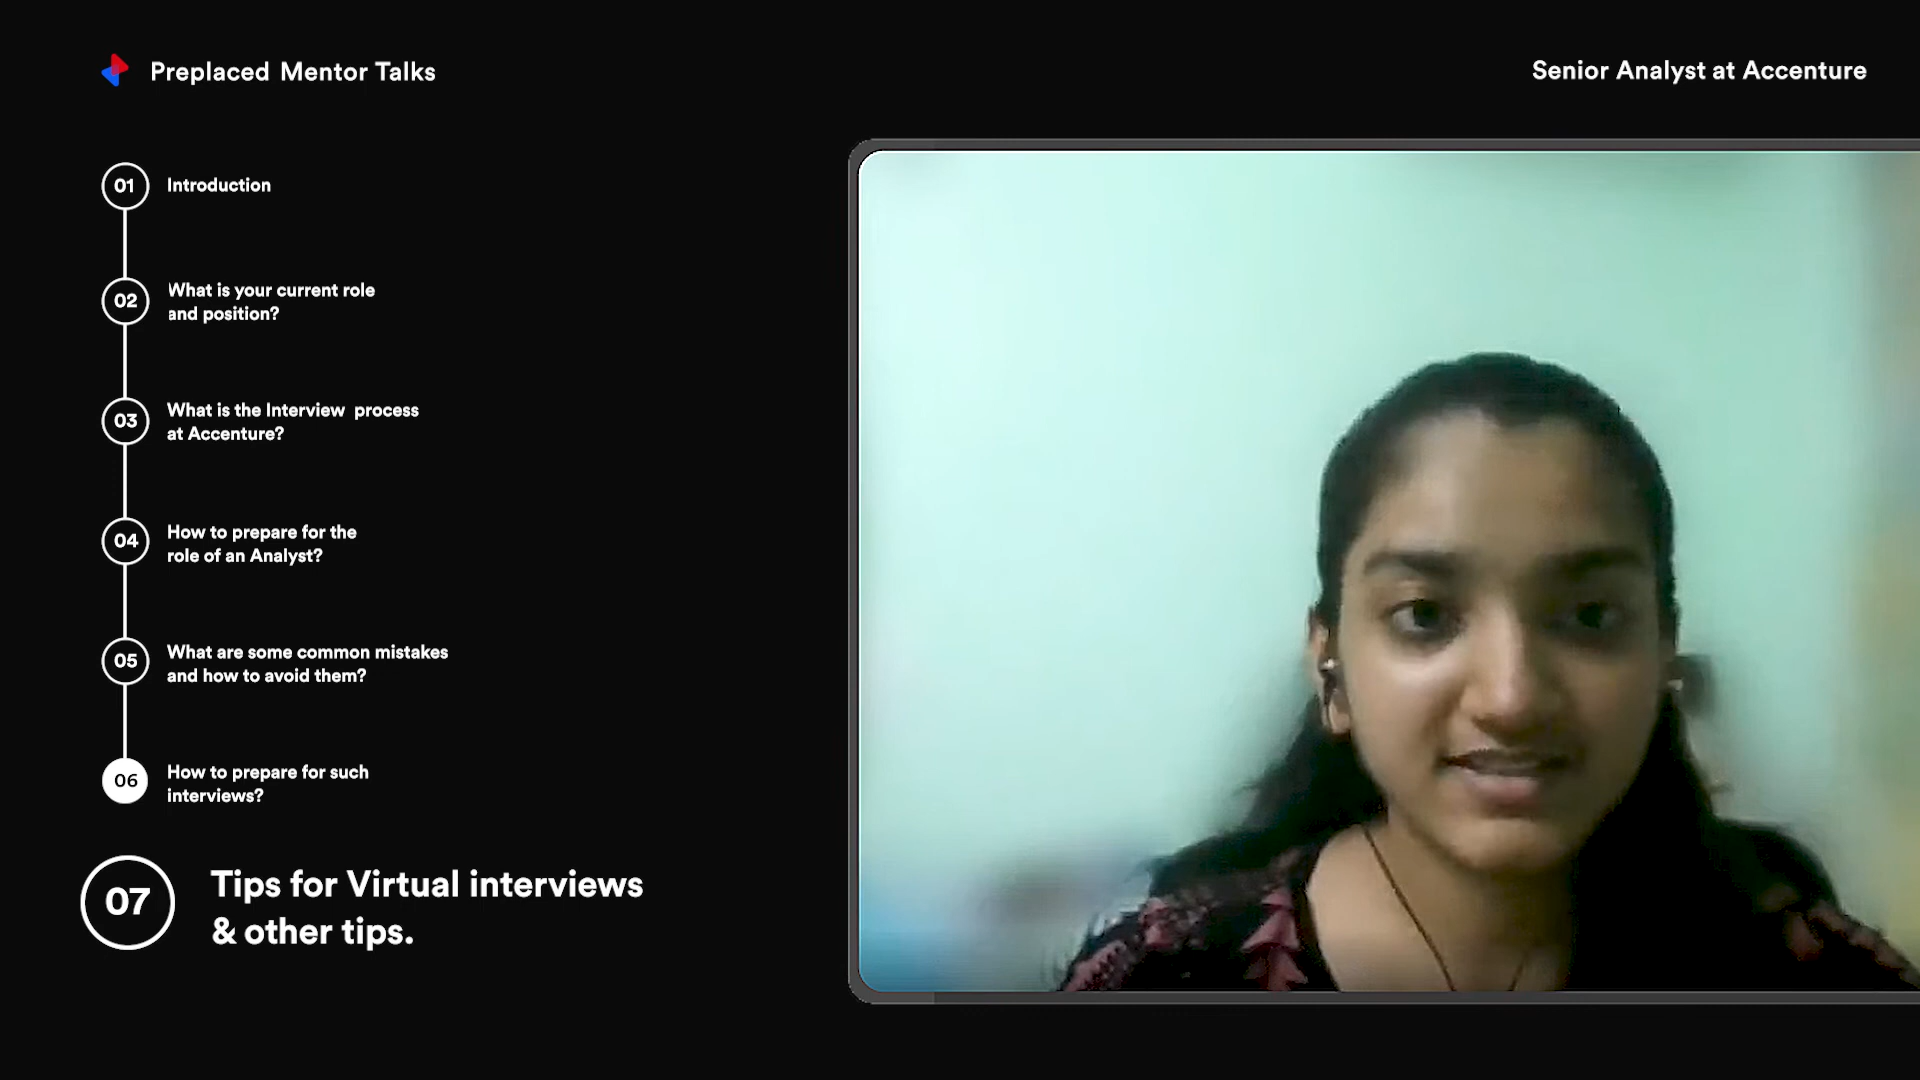 Preplaced Mentor Talks
Senior Analyst at Accenture
01 Introduction
02 What is your current role
and position?
03 What is the Interview process
at Accenture?
04 How to prepare for the
role of an Analyst?
05 What are some common mistakes
and how to avoid them?
06 How to prepare for such
interviews?
07 Tips for Virtual interviews
& other tips.